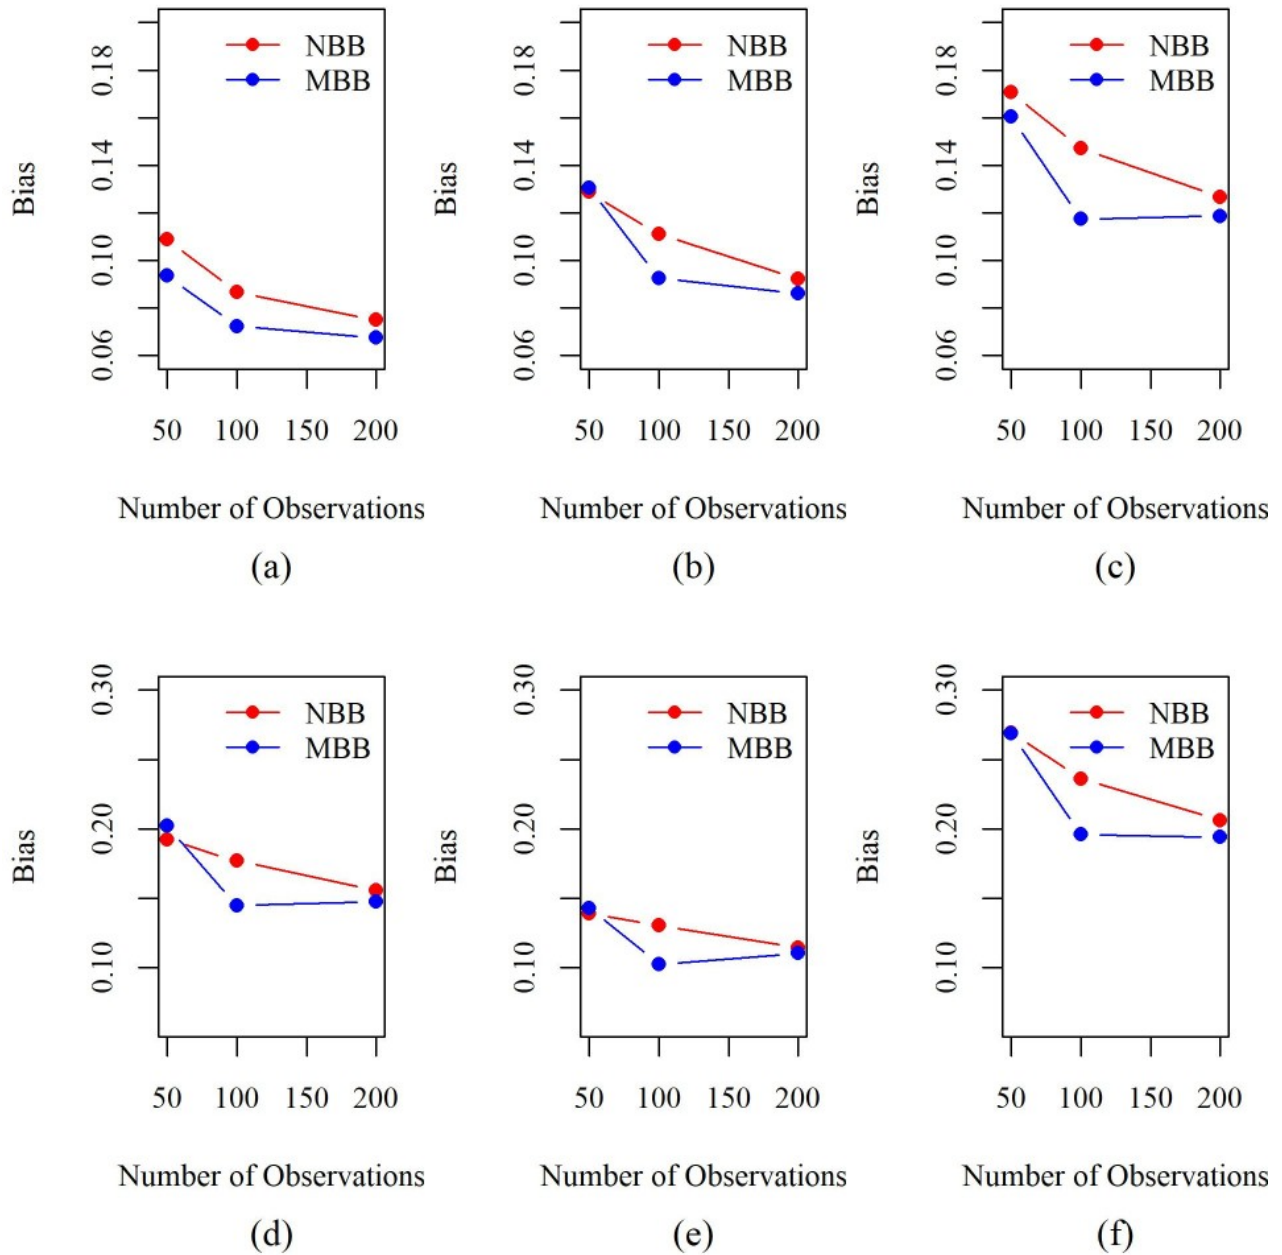 NBB
MBB
Bias
0.18
0.14
0.10
0.06
50 100 150 200
Number of Observations
(a)
NBB
MBB
Bias
0.18
0.14
0.10
0.06
50 100 150 200
Number of Observations
(b)
NBB
MBB
Bias
0.18
0.14
0.10
0.06
50 100 150 200
Number of Observations
(c)
NBB
MBB
Bias
0.30
0.20
0.10
50 100 150 200
Number of Observations
(d)
NBB
MBB
Bias
0.30
0.20
0.10
50 100 150 200
Number of Observations
(e)
NBB
MBB
Bias
0.30
0.20
0.10
50 100 150 200
Number of Observations
(f)